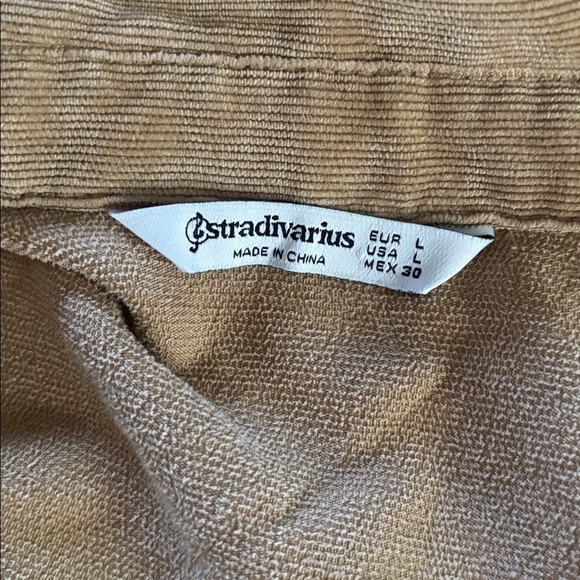 stradivarius
MADE IN CHINA
EUR L
USA L
MEX 30